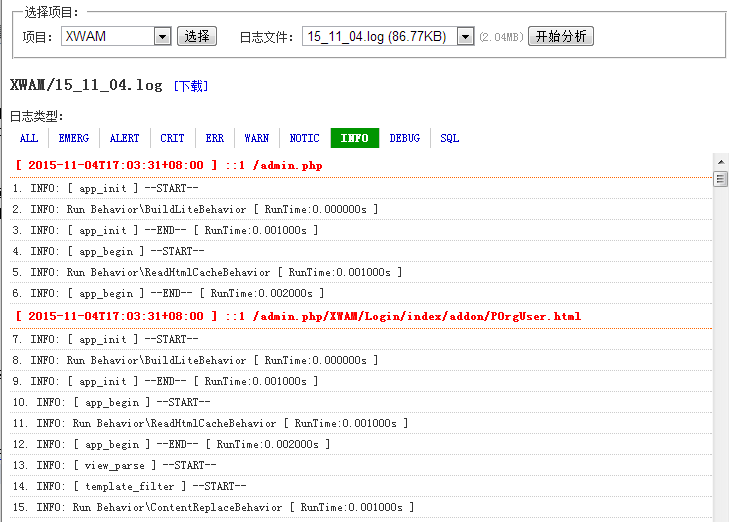 选择项目:
项目: XWAM 选择 日志文件: 15_11_04.log (86.77KB) (2.04MB) 开始分析
XWAM/15_11_04.log [下载]
日志类型:
ALL EMERG ALERT CRIT ERR WARN NOTIC INFO DEBUG SQL
[ 2015-11-04T17:03:31+08:00 ] ::1 /admin.php
1. INFO: [ app_init ] --START--
2. INFO: Run Behavior\BuildLiteBehavior [ RunTime:0.000000s ]
3. INFO: [ app_init ] --END-- [ RunTime:0.001000s ]
4. INFO: [ app_begin ] --START--
5. INFO: Run Behavior\ReadHtmlCacheBehavior [ RunTime:0.001000s ]
6. INFO: [ app_begin ] --END-- [ RunTime:0.002000s ]
[ 2015-11-04T17:03:31+08:00 ] ::1 /admin.php/XWAM/Login/index/addon/POrgUser.html
7. INFO: [ app_init ] --START--
8. INFO: Run Behavior\BuildLiteBehavior [ RunTime:0.000000s ]
9. INFO: [ app_init ] --END-- [ RunTime:0.001000s ]
10. INFO: [ app_begin ] --START--
11. INFO: Run Behavior\ReadHtmlCacheBehavior [ RunTime:0.001000s ]
12. INFO: [ app_begin ] --END-- [ RunTime:0.002000s ]
13. INFO: [ view_parse ] --START--
14. INFO: [ template_filter ] --START--
15. INFO: Run Behavior\ContentReplaceBehavior [ RunTime:0.001000s ]